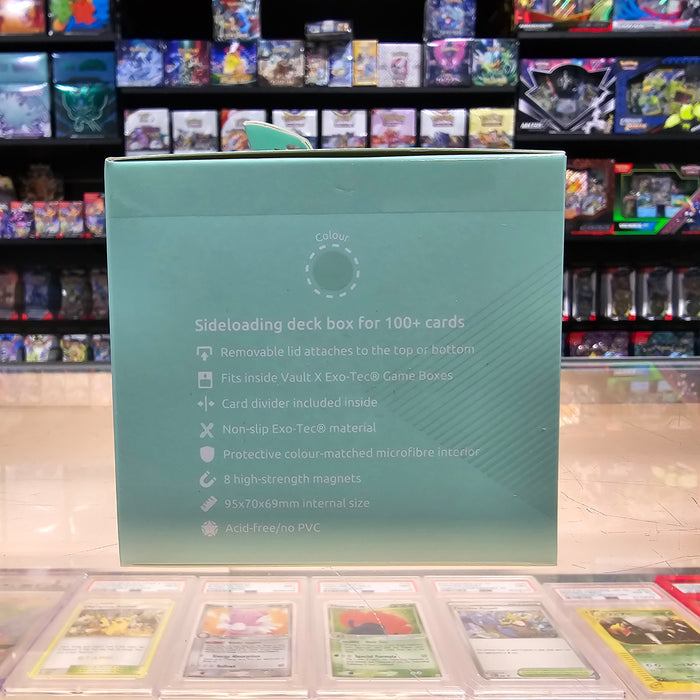 Colour
Sideloading deck box for 100+ cards
Removable lid attaches to the top or bottom
Fits inside Vault X Exo-Tec® Game Boxes
Card divider included inside
Non-slip Exo-Tec® material
Protective colour-matched microfibre interior
8 high-strength magnets
95x70x69mm internal size
Acid-free/no PVC